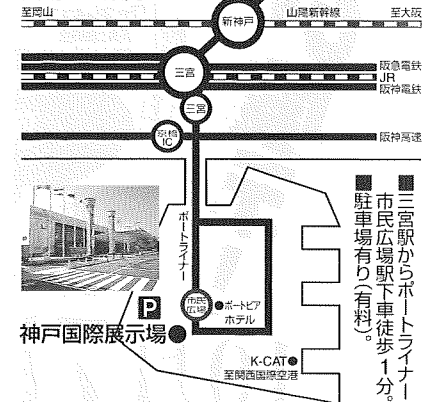 至岡山
新神戸
山陽新幹線
至大阪
三宮
阪急電鉄
JR
阪神電鉄
三宮
京橋
IC
阪神高速
ポートライナー
P
市民
広場
●ポートピア
ホテル
神戸国際展示場●
K-CAT●
至関西国際空港
■三宮駅からポートライナー
市民広場駅下車徒歩1分。
■駐車場有り(有料)。